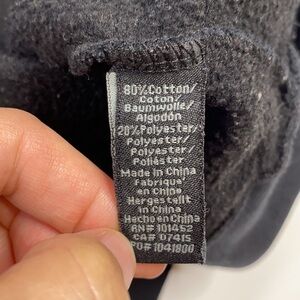 80%Cotton/
Coton/
Baumwolle/
Algodón
20%Polyester/
Polyester/
Polyester/
Poliéster
Made in China
Fabriqué
en Chine
Hergestellt
in China
Hecho en China
RN# 101452
CA# 07415
PO# 1041800